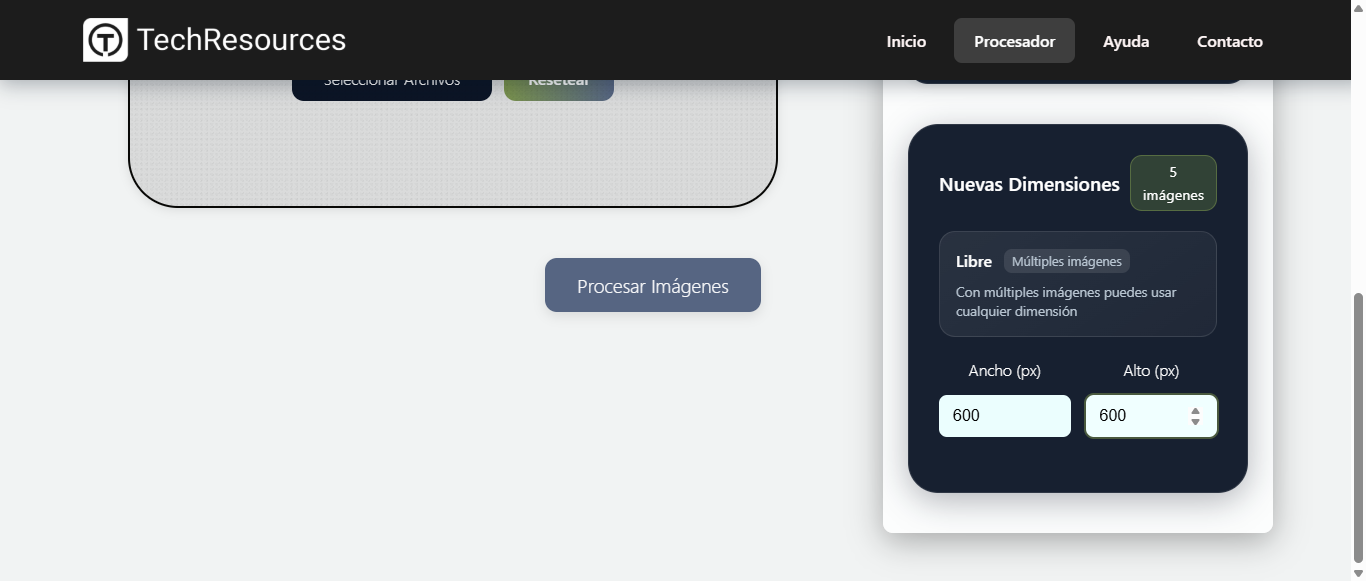 TechResources
Inicio
Procesador
Ayuda
Contacto
Seleccionar Archivos
Resetear
Procesar Imágenes
Nuevas Dimensiones
5
imágenes
Libre
Múltiples imágenes
Con múltiples imágenes puedes usar
cualquier dimensión
Ancho (px)
Alto (px)
600
600